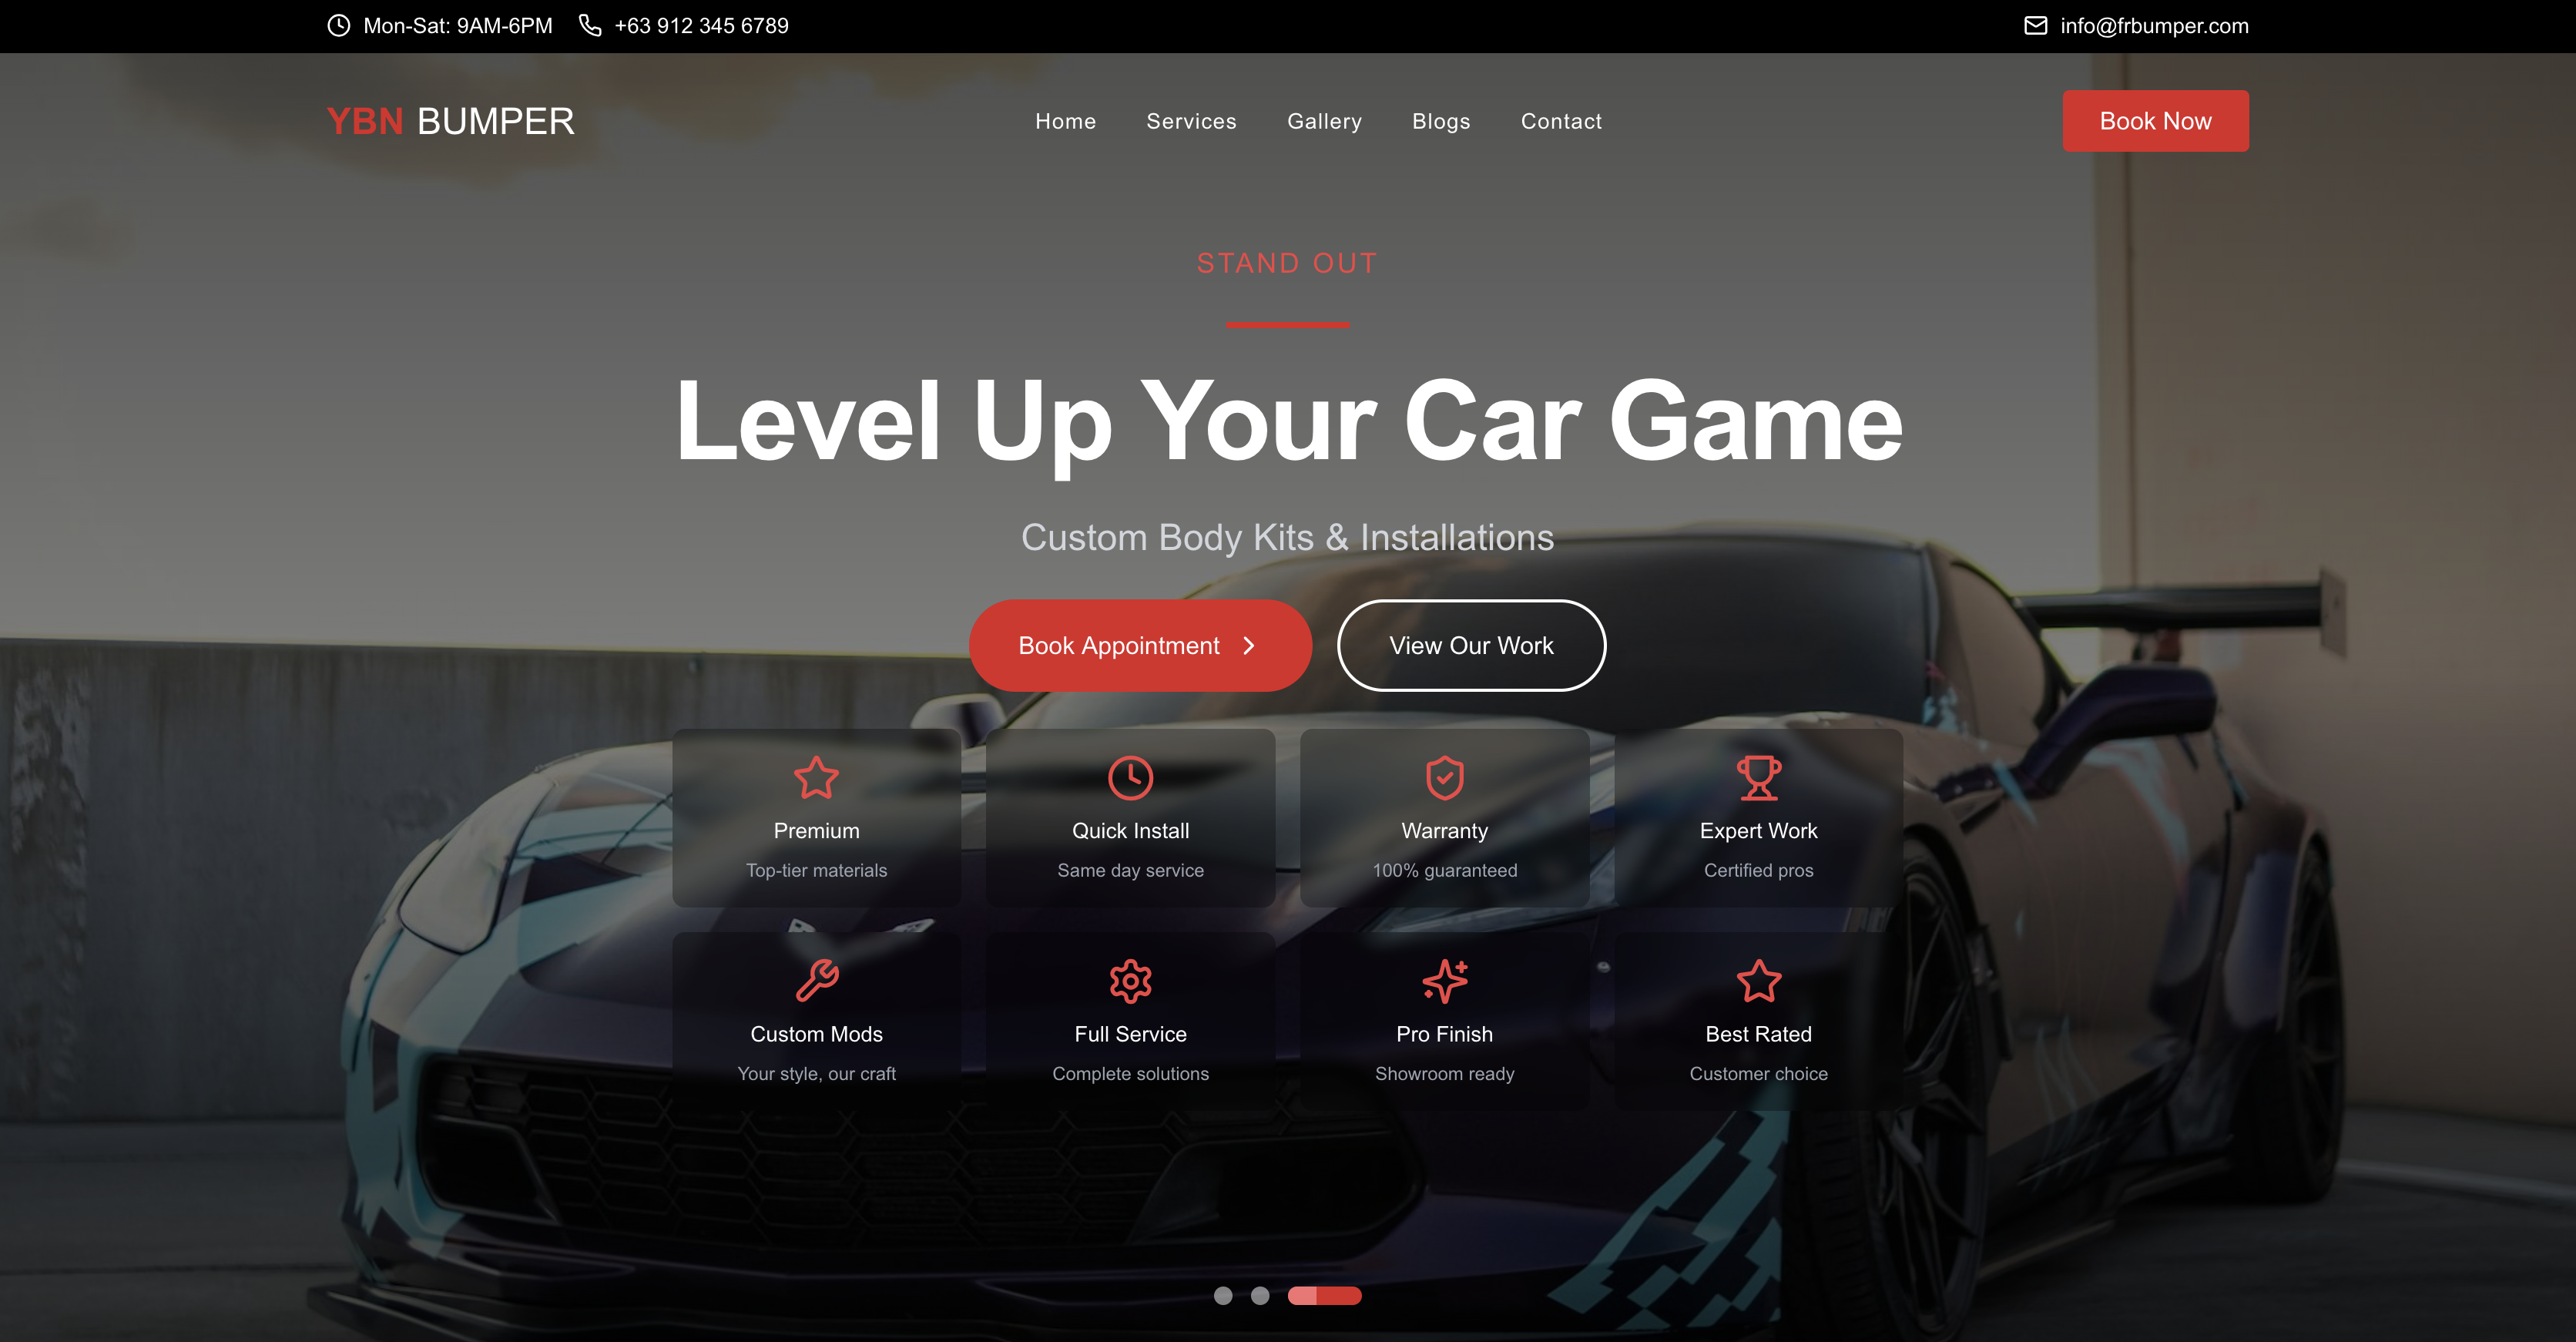 Mon-Sat: 9AM-6PM +63 912 345 6789 info@frbumper.com
YBN BUMPER Home Services Gallery Blogs Contact Book Now
STAND OUT
Level Up Your Car Game
Custom Body Kits & Installations
Book Appointment View Our Work
Premium Quick Install Warranty Expert Work
Top-tier materials Same day service 100% guaranteed Certified pros
Custom Mods Full Service Pro Finish Best Rated
Your style, our craft Complete solutions Showroom ready Customer choice